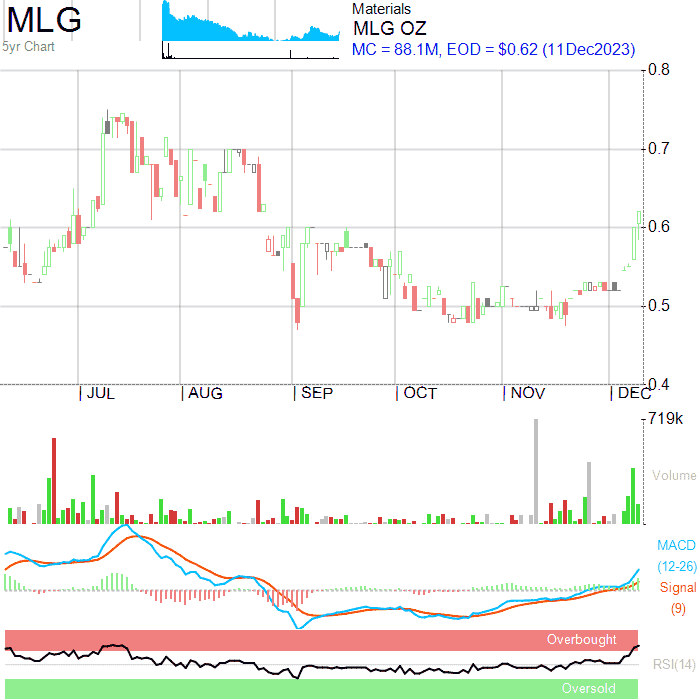 MLG
5yr Chart
Materials
MLG OZ
MC = 88.1M, EOD = $0.62 (11Dec2023)
0.8
0.7
0.6
0.5
0.4
JUL AUG SEP OCT NOV DEC
719k
Volume
MACD
(12-26)
Signal
(9)
Overbought
RSI(14)
Oversold